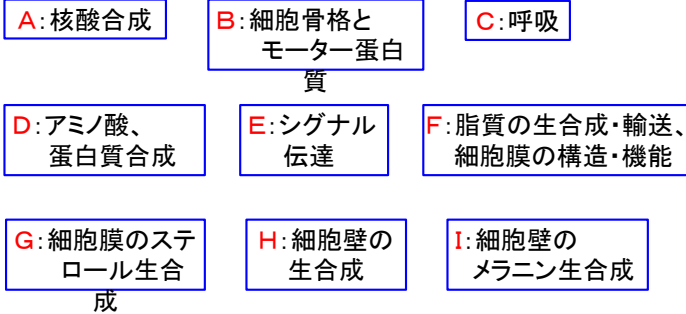 A:核酸合成
B:細胞骨格と
モーター蛋白
質
C:呼吸
D:アミノ酸、
蛋白質合成
E:シグナル
伝達
F:脂質の生合成・輸送、
細胞膜の構造・機能
G:細胞膜のステ
ロール生合
成
H:細胞壁の
生合成
I:細胞壁の
メラニン生合成